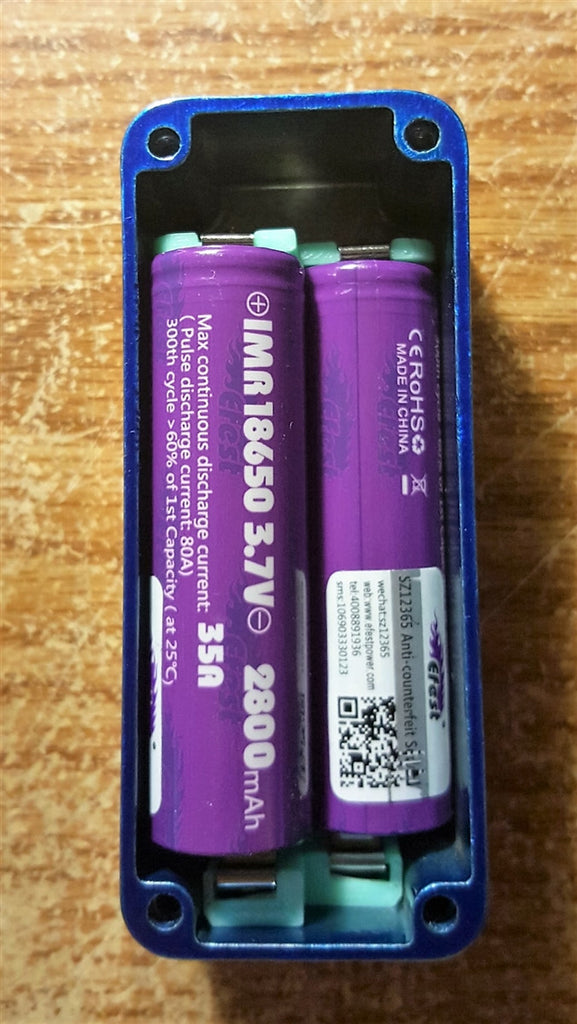 ⊕IMR 18650 3.7V⊖ 2800mAh
Max continuous discharge current: 35A
( Pulse discharge current: 80A)
300th cycle >60% of 1st Capacity ( at 25℃)
Efest
CE RoHS
MADE IN CHINA
Efest
SZ12365 Anti-counterfeit
wechat:sz12365
web:www.efestpower.com
tel:4008891936
sms:106903330123